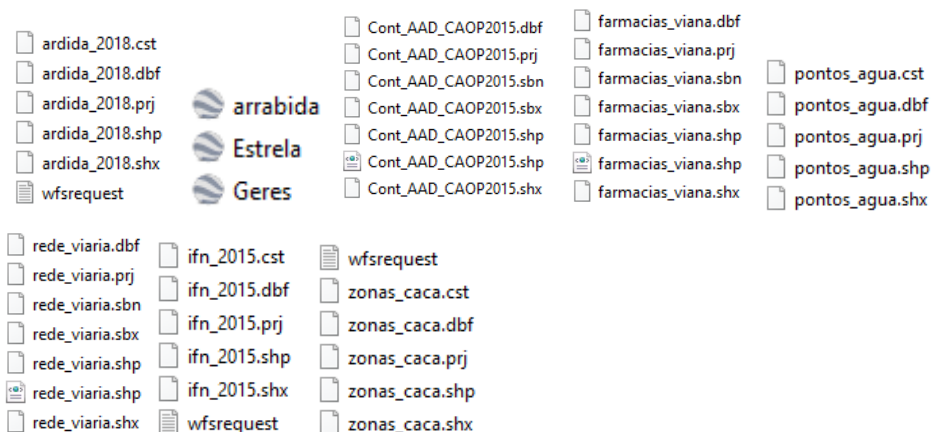 ardida_2018.cst
ardida_2018.dbf
ardida_2018.prj
ardida_2018.shp
ardida_2018.shx
wfsrequest
arrabida
Estrela
Geres
Cont_AAD_CAOP2015.dbf
Cont_AAD_CAOP2015.prj
Cont_AAD_CAOP2015.sbn
Cont_AAD_CAOP2015.sbx
Cont_AAD_CAOP2015.shp
Cont_AAD_CAOP2015.shp
Cont_AAD_CAOP2015.shx
farmacias_viana.dbf
farmacias_viana.prj
farmacias_viana.sbn
farmacias_viana.sbx
farmacias_viana.shp
farmacias_viana.shp
farmacias_viana.shx
pontos_agua.cst
pontos_agua.dbf
pontos_agua.prj
pontos_agua.shp
pontos_agua.shx
rede_viaria.dbf
rede_viaria.prj
rede_viaria.sbn
rede_viaria.sbx
rede_viaria.shp
rede_viaria.shp
rede_viaria.shx
ifn_2015.cst
ifn_2015.dbf
ifn_2015.prj
ifn_2015.shp
ifn_2015.shx
wfsrequest
wfsrequest
zonas_caca.cst
zonas_caca.dbf
zonas_caca.prj
zonas_caca.shp
zonas_caca.shx